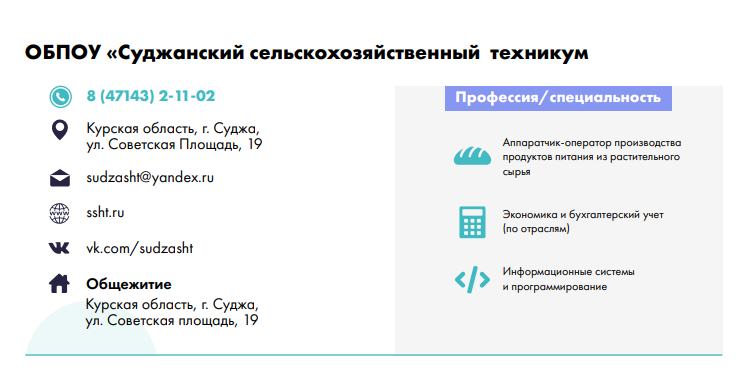 ОБПОУ «Суджанский сельскохозяйственный техникум
8 (47143) 2-11-02
Курская область, г. Суджа,
ул. Советская Площадь, 19
sudzasht@yandex.ru
www
ssht.ru
vk.com/sudzasht
Общежитие
Курская область, г. Суджа,
ул. Советская площадь, 19
Профессия/специальность
Аппаратчик-оператор производства
продуктов питания из растительного
сырья
Экономика и бухгалтерский учет
(по отраслям)
Информационные системы
и программирование